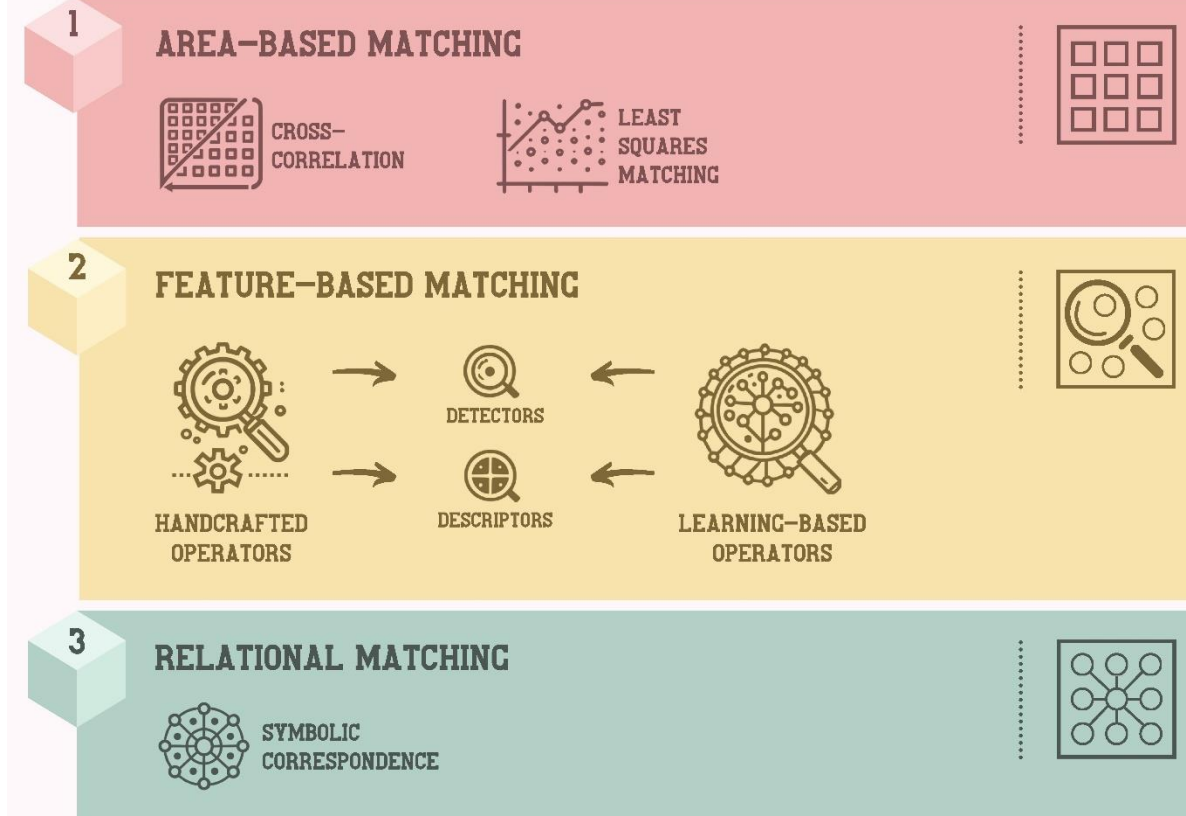 1
AREA-BASED MATCHING
CROSS-
CORRELATION
LEAST
SQUARES
MATCHING
2
FEATURE-BASED MATCHING
DETECTORS
DESCRIPTORS
HANDCRAFTED
OPERATORS
LEARNING-BASED
OPERATORS
3
RELATIONAL MATCHING
SYMBOLIC
CORRESPONDENCE